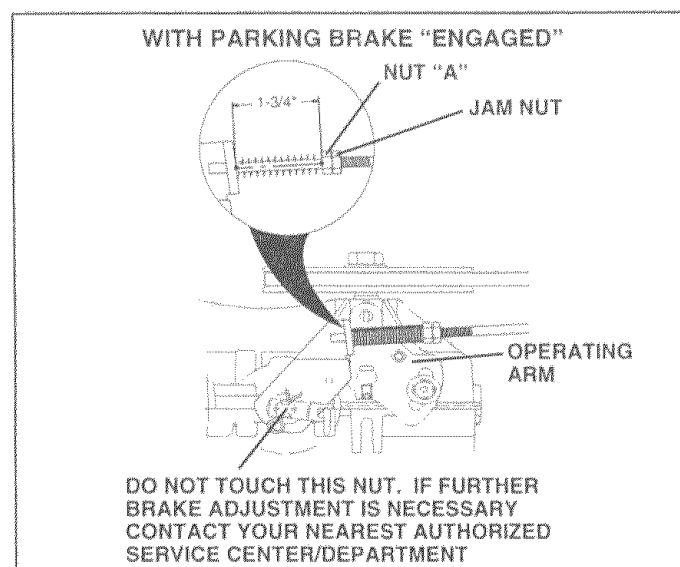 WITH PARKING BRAKE "ENGAGED"
NUT "A"
1-3/4"
JAM NUT
OPERATING
ARM
DO NOT TOUCH THIS NUT. IF FURTHER
BRAKE ADJUSTMENT IS NECESSARY
CONTACT YOUR NEAREST AUTHORIZED
SERVICE CENTER/DEPARTMENT